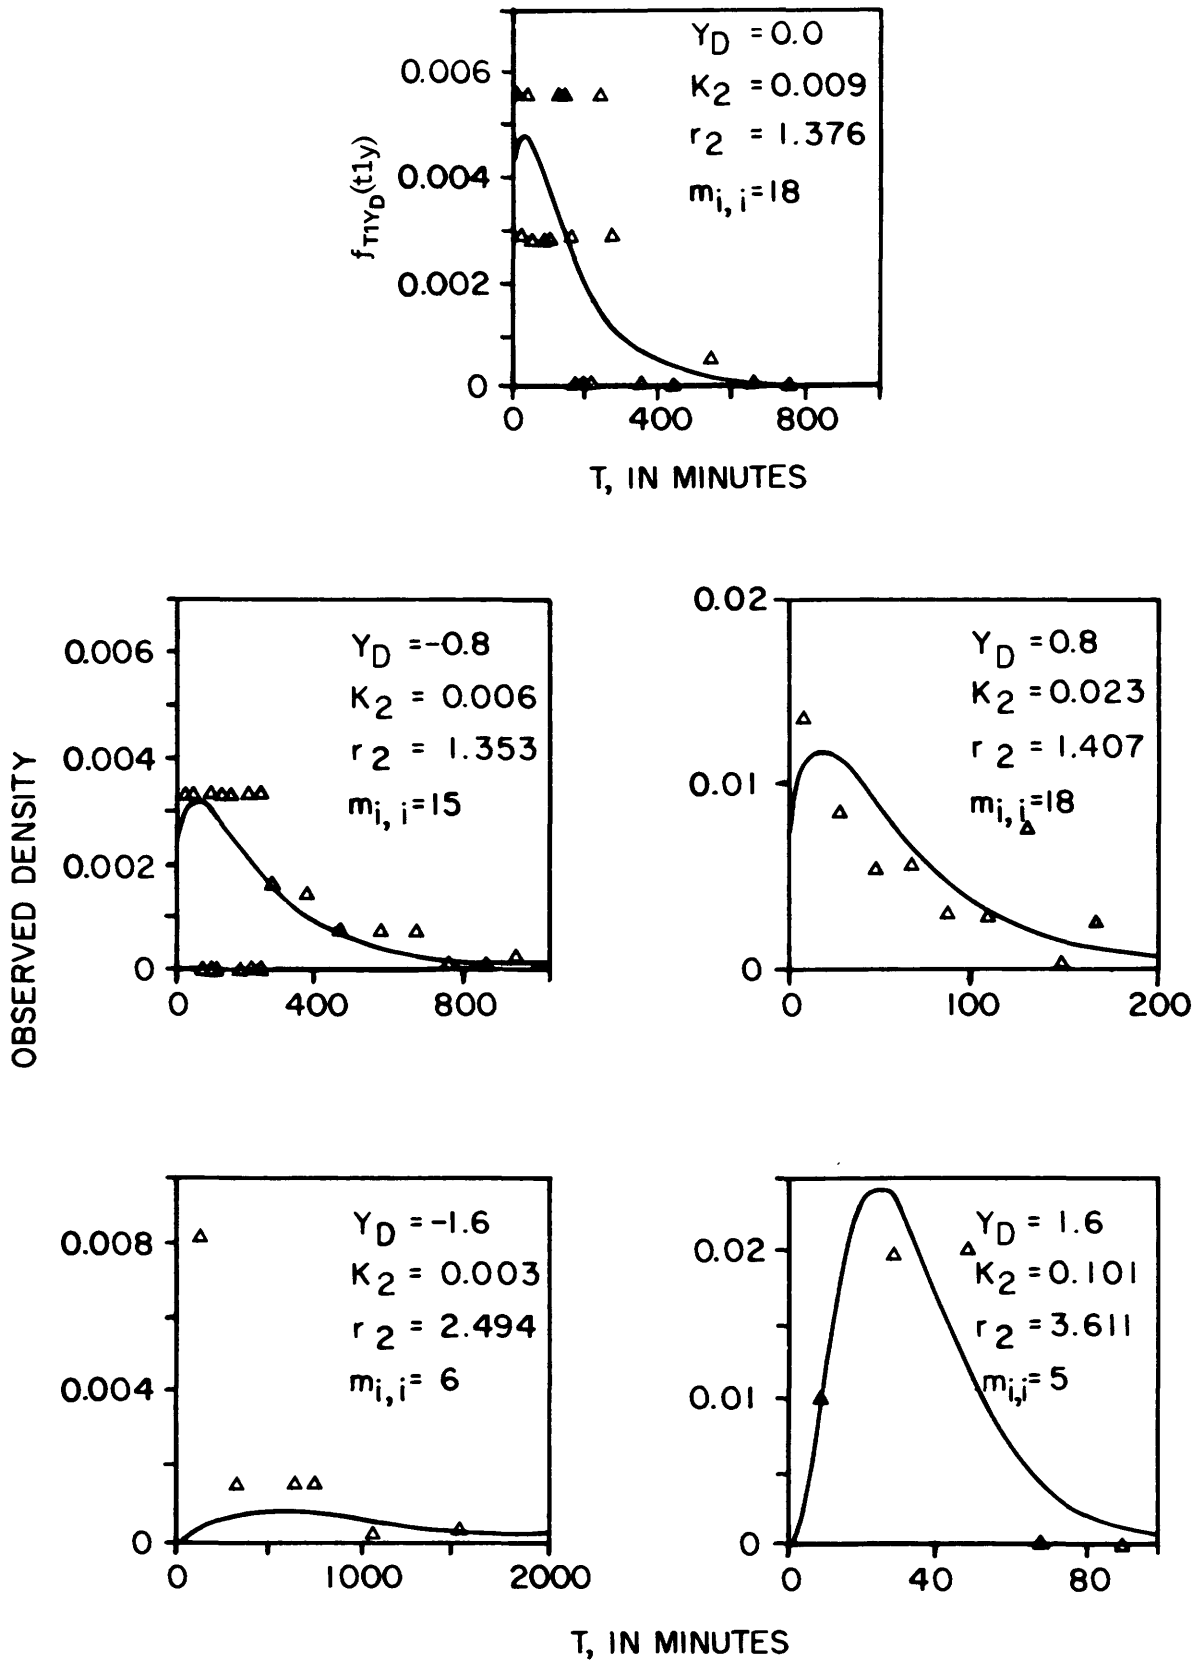 Y_D = 0.0
K_2 = 0.009
r_2 = 1.376
m_i, i = 18
f_T1Y_D(t1y)
0.006
0.004
0.002
0
0 400 800
T, IN MINUTES
OBSERVED DENSITY
Y_D = -0.8
K_2 = 0.006
r_2 = 1.353
m_i, i = 15
0.006
0.004
0.002
0
0 400 800
Y_D = 0.8
K_2 = 0.023
r_2 = 1.407
m_i, i = 18
0.02
0.01
0
0 100 200
Y_D = -1.6
K_2 = 0.003
r_2 = 2.494
m_i, i = 6
0.008
0.004
0
0 1000 2000
Y_D = 1.6
K_2 = 0.101
r_2 = 3.611
m_i,i = 5
0.02
0.01
0
0 40 80
T, IN MINUTES